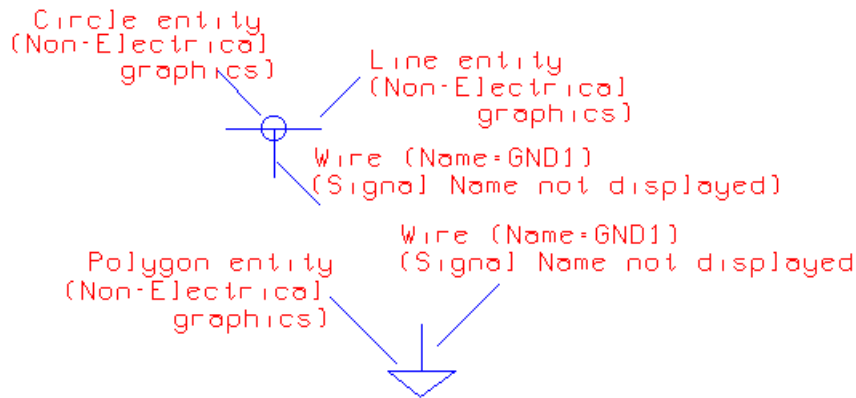 Circle entity
(Non-Electrical
graphics)
Line entity
(Non-Electrical
graphics)
Wire (Name=GND1)
(Signal Name not displayed)
Wire (Name=GND1)
(Signal Name not displayed
Polygon entity
(Non-Electrical
graphics)